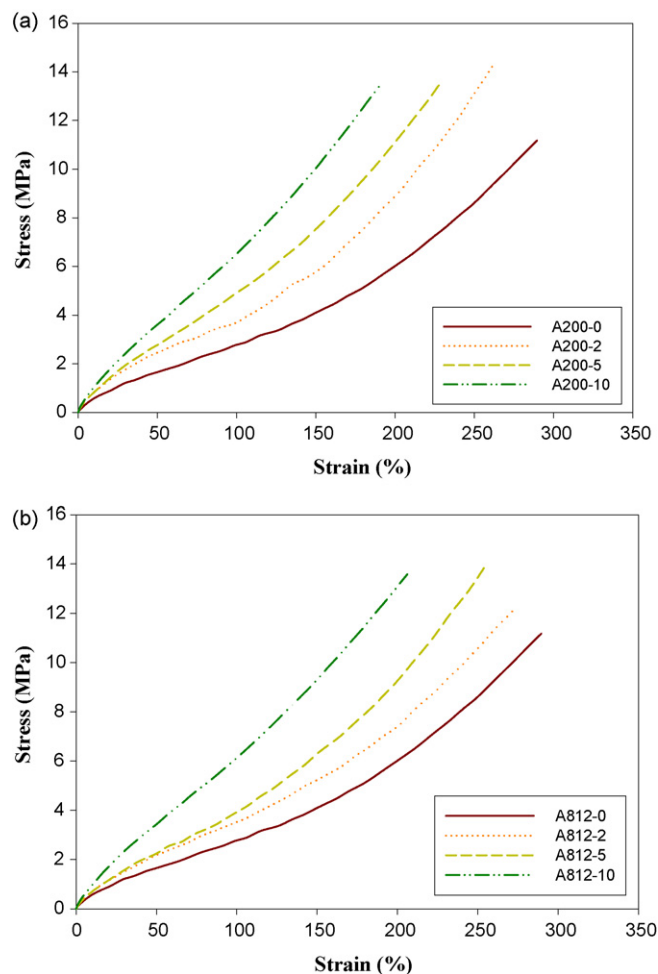 (a)
16
14
12
10
8
6
4
2
0
Stress (MPa)
A200-0
A200-2
A200-5
A200-10
0 50 100 150 200 250 300 350
Strain (%)
(b)
16
14
12
10
8
6
4
2
0
Stress (MPa)
A812-0
A812-2
A812-5
A812-10
0 50 100 150 200 250 300 350
Strain (%)